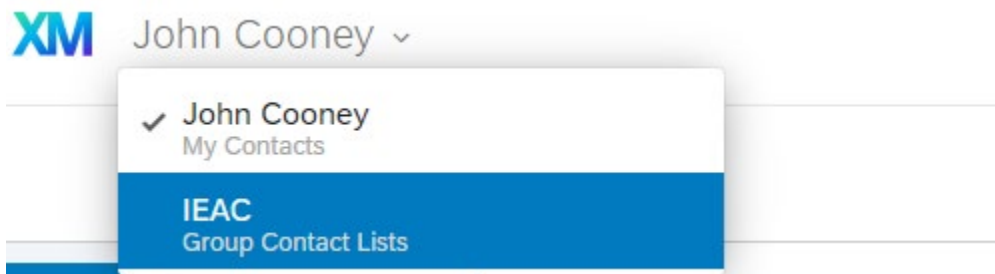 XM John Cooney
John Cooney
My Contacts
IEAC
Group Contact Lists